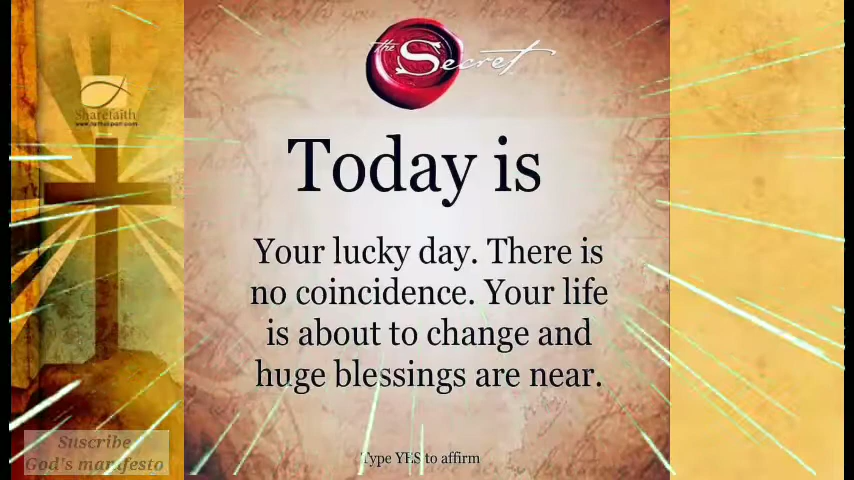 the Secret
Sharefaith
Today is
Your lucky day. There is
no coincidence. Your life
is about to change and
huge blessings are near.
Type YES to affirm
Suscribe
God's manifesto